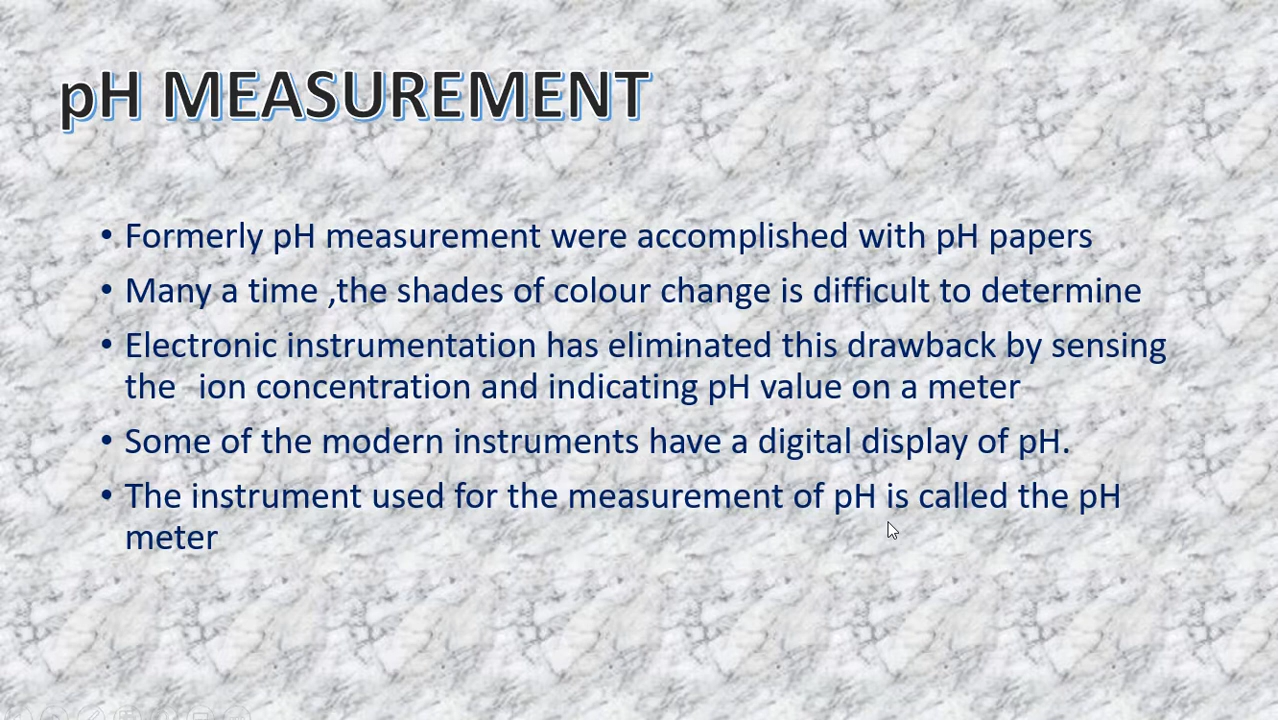 pH MEASUREMENT
• Formerly pH measurement were accomplished with pH papers
• Many a time ,the shades of colour change is difficult to determine
• Electronic instrumentation has eliminated this drawback by sensing
the  ion concentration and indicating pH value on a meter
• Some of the modern instruments have a digital display of pH.
• The instrument used for the measurement of pH is called the pH
meter